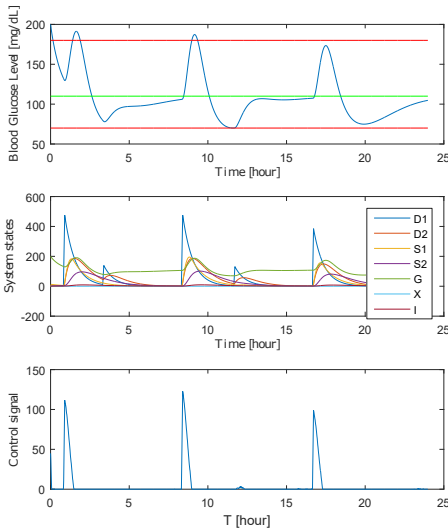 Blood Glucose Level [mg/dL]
200
150
100
50
0 5 10 15 20 25
Time [hour]
System states
600
400
200
0
-200
D1
D2
S1
S2
G
X
I
0 5 10 15 20 25
Time [hour]
Control signal
150
100
50
0
0 5 10 15 20 25
T [hour]